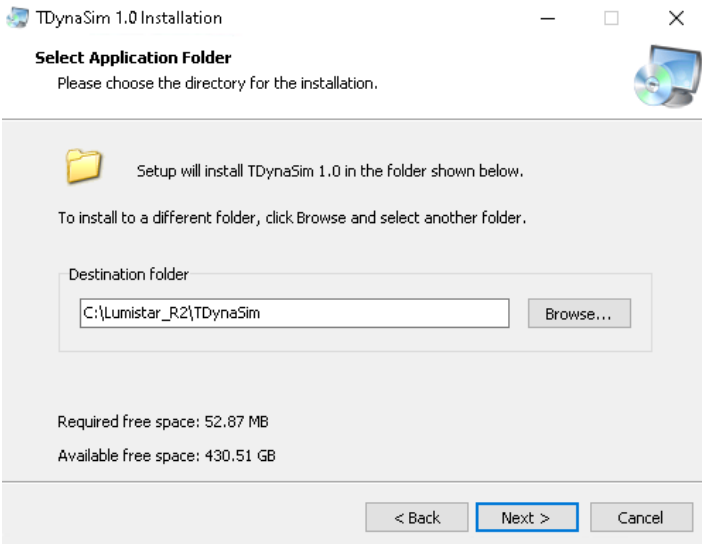 TDynaSim 1.0 Installation
Select Application Folder
Please choose the directory for the installation.
Setup will install TDynaSim 1.0 in the folder shown below.
To install to a different folder, click Browse and select another folder.
Destination folder
C:\Lumistar_R2\TDynaSim
Browse...
Required free space: 52.87 MB
Available free space: 430.51 GB
< Back Next > Cancel